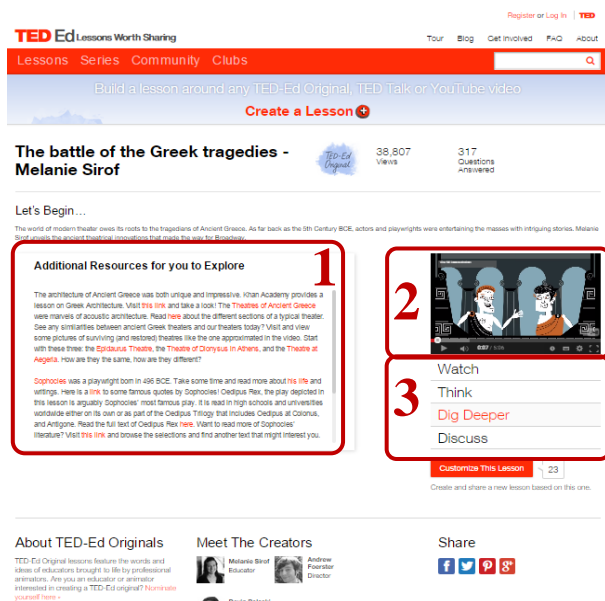 Register or Log In | TED
TED Ed Lessons Worth Sharing
Tour Blog Get Involved FAQ About
Lessons Series Community Clubs
Build a lesson around any TED-Ed Original, TED Talk or YouTube video
Create a Lesson
The battle of the Greek tragedies -
Melanie Sirof
TED-Ed
Original
38,807
Views
317
Questions
Answered
Let's Begin…
The world of modern theater owes its roots to the tragedians of Ancient Greece. As far back as the 5th Century BCE, actors and playwrights were entertaining the masses with intriguing stories. Melanie
Sirof unveils the ancient theatrical innovations that made the way for Broadway.
1
Additional Resources for you to Explore
The architecture of Ancient Greece was both unique and impressive. Khan Academy provides a
lesson on Greek Architecture. Visit this link and take a look! The Theatres of Ancient Greece
were marvels of acoustic architecture. Read here about the different sections of a typical theater.
See any similarities between ancient Greek theaters and our theaters today? Visit and view
some pictures of surviving (and restored) theatres like the one approximated in the video. Start
with these three: the Epidaurus Theatre, the Theatre of Dionysus in Athens, and the Theatre at
Aegeria. How are they the same, how are they different?
Sophocles was a playwright born in 496 BCE. Take some time and read more about his life and
writings. Here is a link to some famous quotes by Sophocles! Oedipus Rex, the play depicted in
this lesson is arguably Sophocles' most famous play. It is read in high schools and universities
worldwide either on its own or as part of the Oedipus Trilogy that includes Oedipus at Colonus,
and Antigone. Read the full text of Oedipus Rex here. Want to read more of Sophocles'
literature? Visit this link and browse the selections and find another text that might interest you.
2
0:07 / 5:05
3
Watch
Think
Dig Deeper
Discuss
Customize This Lesson
23
Create and share a new lesson based on this one.
About TED-Ed Originals
TED-Ed Original lessons feature the words and
ideas of educators brought to life by professional
animators. Are you an educator or animator
interested in creating a TED-Ed original? Nominate
yourself here »
Meet The Creators
Melanie Sirof
Educator
Andrew
Foerster
Director
Share